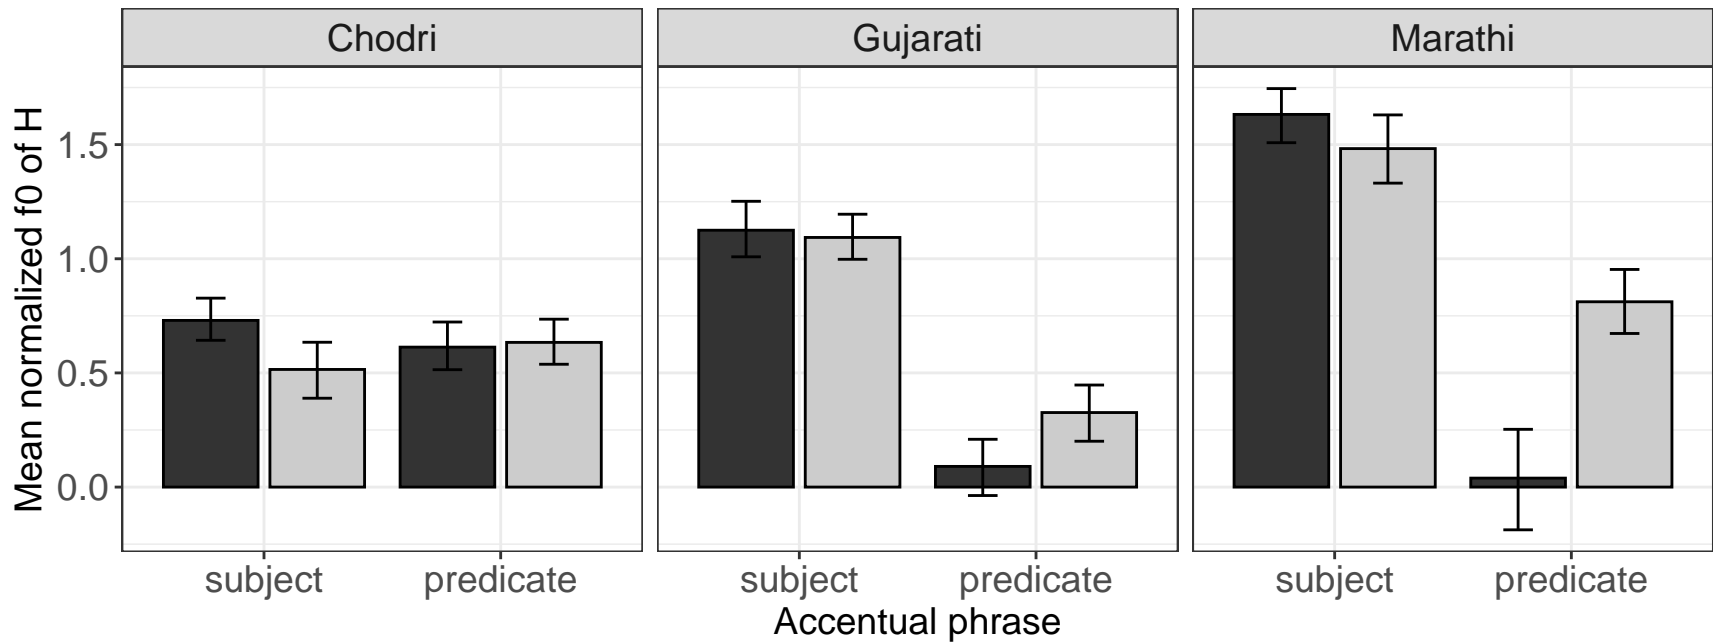 Chodri
Gujarati
Marathi
Mean normalized f0 of H
1.5
1.0
0.5
0.0
subject
predicate
subject
predicate
subject
predicate
Accentual phrase